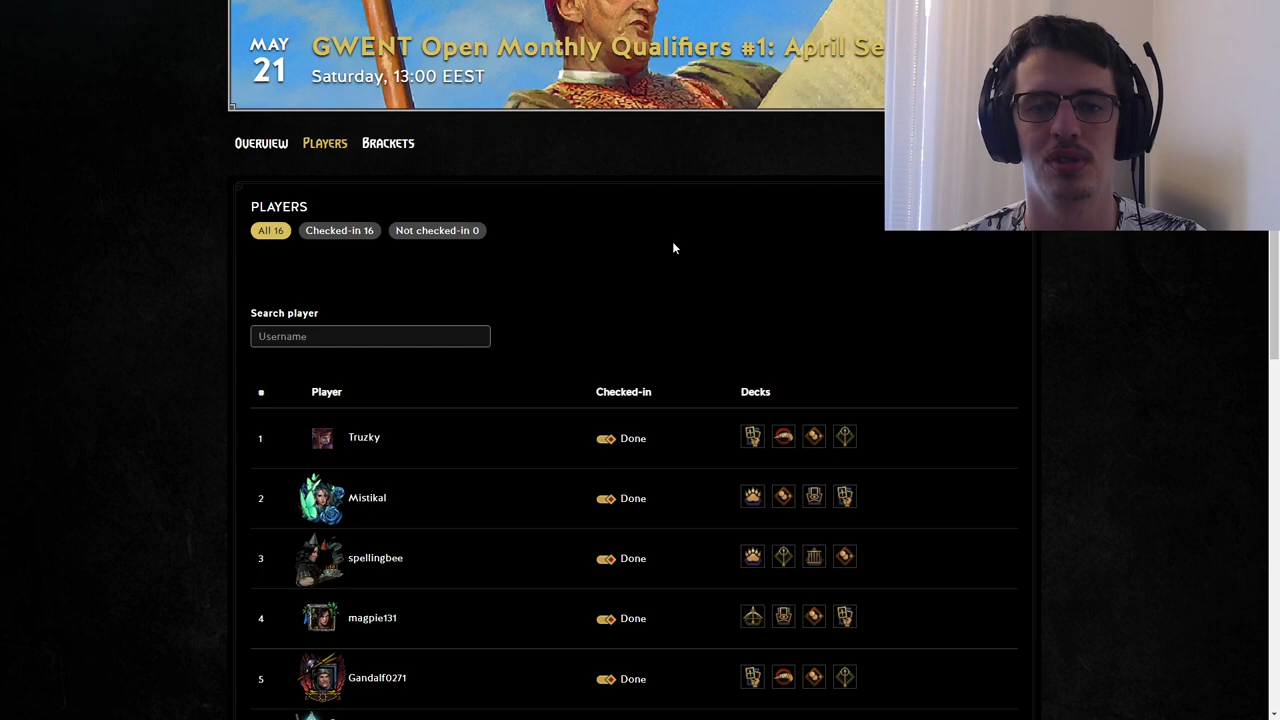 MAY
21
GWENT Open Monthly Qualifiers #1: April Se
Saturday, 13:00 EEST
OVERVIEW PLAYERS BRACKETS
PLAYERS
All 16 Checked-in 16 Not checked-in 0
Search player
Username
# Player Checked-in Decks
1 Truzky Done
2 Mistikal Done
3 spellingbee Done
4 magpie131 Done
5 Gandalf0271 Done